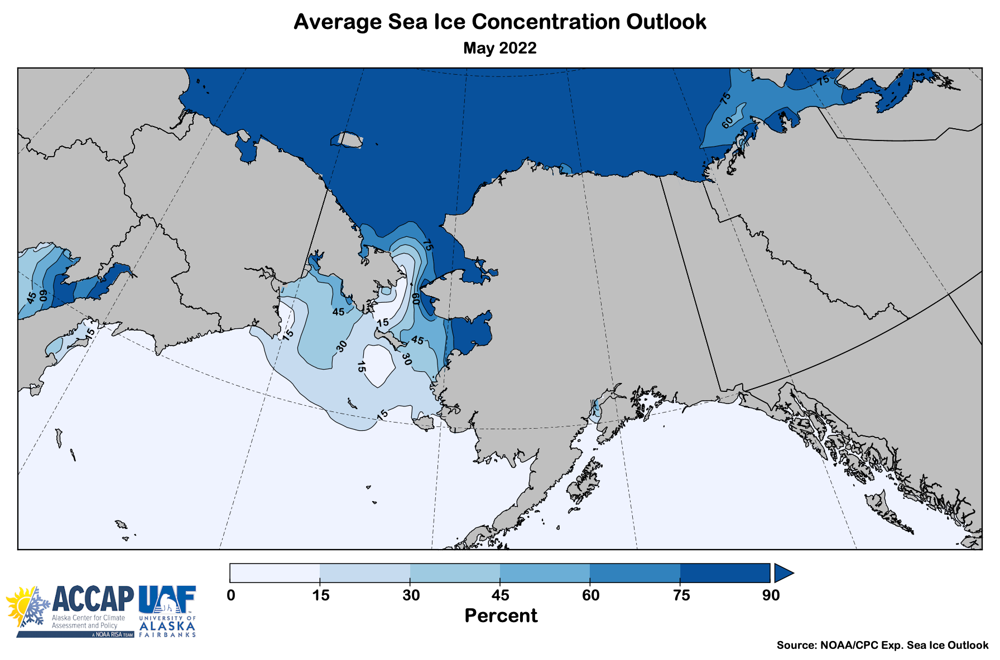 Average Sea Ice Concentration Outlook
May 2022
75
75
60
75
45
60
60
45
15
15
15
45
30
30
15
15
0 15 30 45 60 75 90
Percent
ACCAP
Alaska Center for Climate
Assessment and Policy
A NOAA RISA TEAM
UAF
UNIVERSITY OF
ALASKA
FAIRBANKS
Source: NOAA/CPC Exp. Sea Ice Outlook